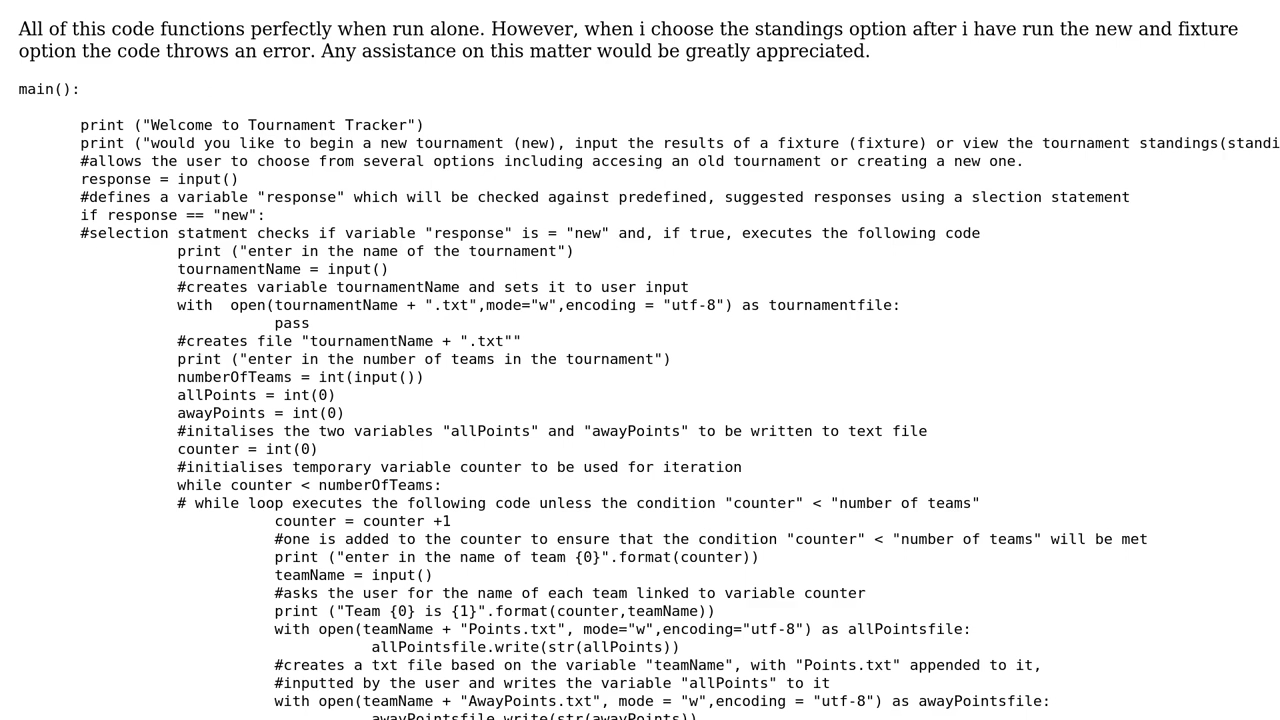 All of this code functions perfectly when run alone. However, when i choose the standings option after i have run the new and fixture
option the code throws an error. Any assistance on this matter would be greatly appreciated.
main():
print ("Welcome to Tournament Tracker")
print ("would you like to begin a new tournament (new), input the results of a fixture (fixture) or view the tournament standings(standi
#allows the user to choose from several options including accesing an old tournament or creating a new one.
response = input()
#defines a variable "response" which will be checked against predefined, suggested responses using a slection statement
if response == "new":
#selection statment checks if variable "response" is = "new" and, if true, executes the following code
print ("enter in the name of the tournament")
tournamentName = input()
#creates variable tournamentName and sets it to user input
with  open(tournamentName + ".txt",mode="w",encoding = "utf-8") as tournamentfile:
pass
#creates file "tournamentName + ".txt""
print ("enter in the number of teams in the tournament")
numberOfTeams = int(input())
allPoints = int(0)
awayPoints = int(0)
#initalises the two variables "allPoints" and "awayPoints" to be written to text file
counter = int(0)
#initialises temporary variable counter to be used for iteration
while counter < numberOfTeams:
# while loop executes the following code unless the condition "counter" < "number of teams"
counter = counter +1
#one is added to the counter to ensure that the condition "counter" < "number of teams" will be met
print ("enter in the name of team {0}".format(counter))
teamName = input()
#asks the user for the name of each team linked to variable counter
print ("Team {0} is {1}".format(counter,teamName))
with open(teamName + "Points.txt", mode="w",encoding="utf-8") as allPointsfile:
allPointsfile.write(str(allPoints))
#creates a txt file based on the variable "teamName", with "Points.txt" appended to it,
#inputted by the user and writes the variable "allPoints" to it
with open(teamName + "AwayPoints.txt", mode = "w",encoding = "utf-8") as awayPointsfile:
awayPointsfile.write(str(awayPoints))